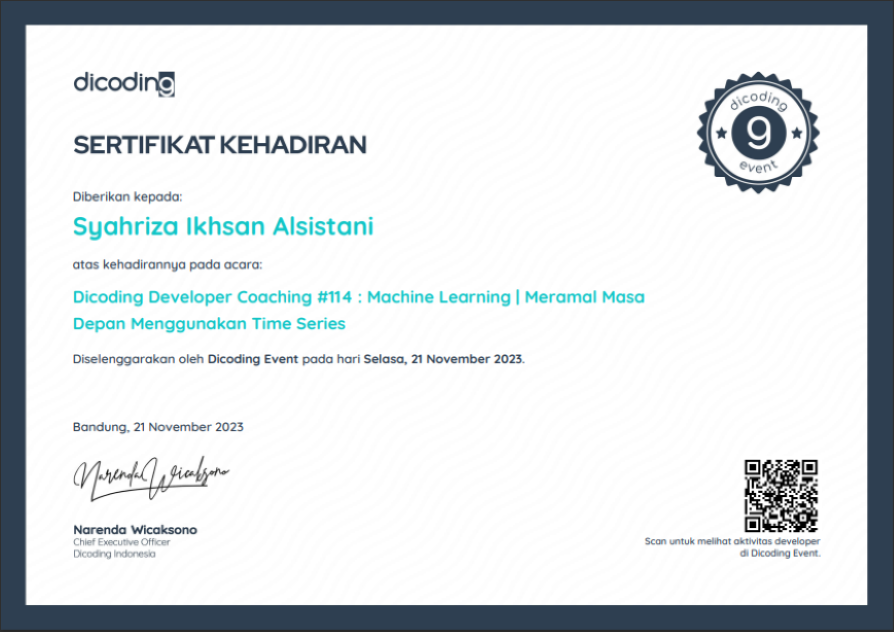 dicoding
SERTIFIKAT KEHADIRAN
dicoding
g
event
Diberikan kepada:
Syahriza Ikhsan Alsistani
atas kehadirannya pada acara:
Dicoding Developer Coaching #114 : Machine Learning | Meramal Masa
Depan Menggunakan Time Series
Diselenggarakan oleh Dicoding Event pada hari Selasa, 21 November 2023.
Bandung, 21 November 2023
Narenda Wicaksono
Narenda Wicaksono
Chief Executive Officer
Dicoding Indonesia
Scan untuk melihat aktivitas developer
di Dicoding Event.